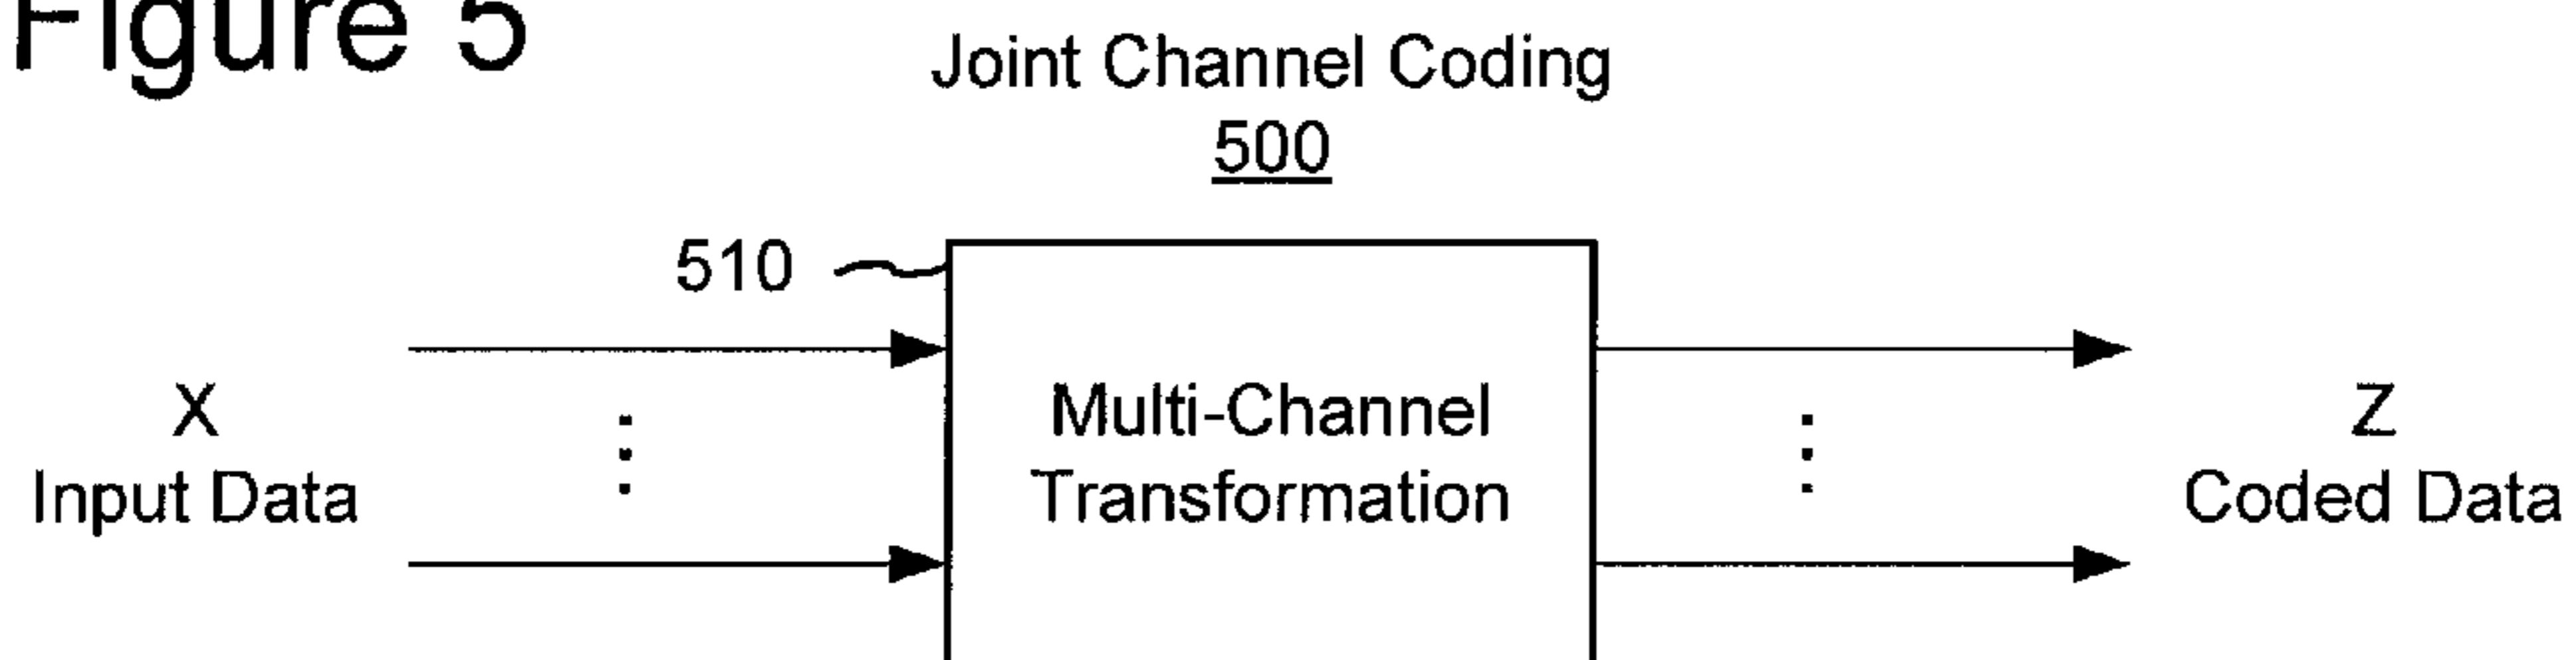 Figure 5
Joint Channel Coding
500
510
X
Input Data
Multi-Channel
Transformation
Z
Coded Data